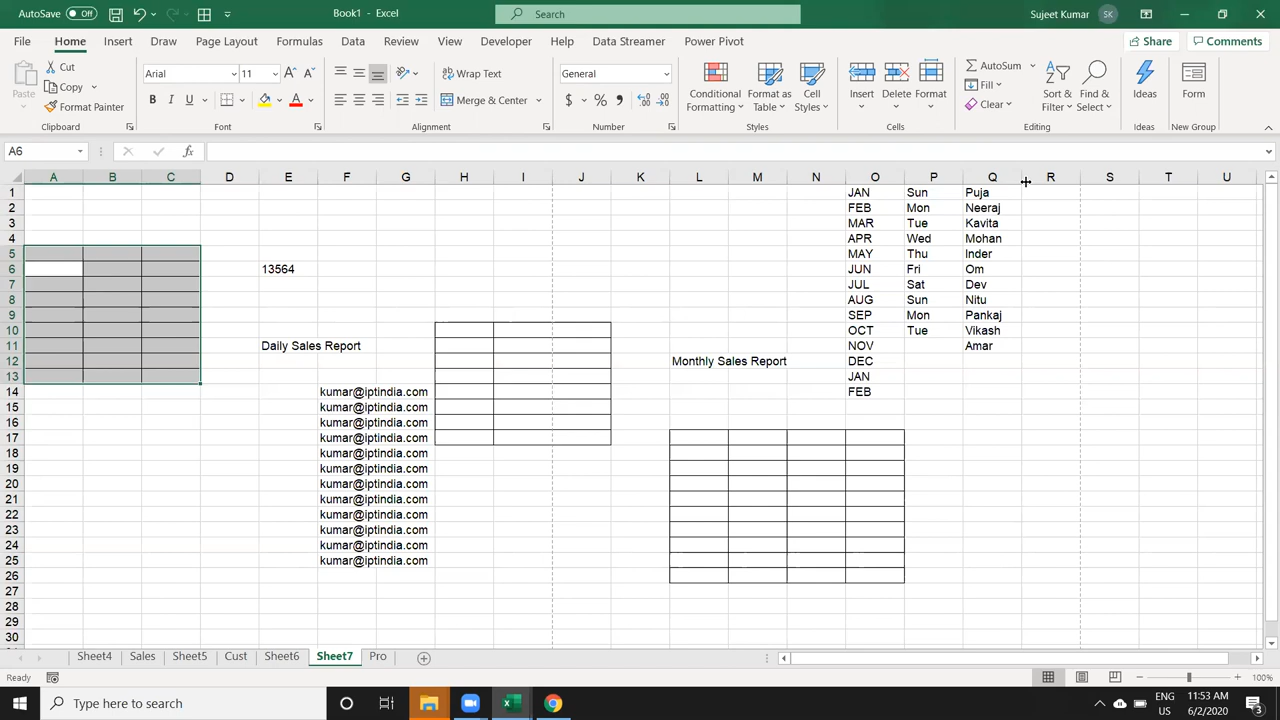 AutoSave Off Book1 - Excel Search Sujeet Kumar SK
File Home Insert Draw Page Layout Formulas Data Review View Developer Help Data Streamer Power Pivot Share Comments
Paste Cut Copy Format Painter Clipboard
Arial 11 B I U A Font
Wrap Text Merge & Center Alignment
General $ % Number
Conditional Formatting Format as Table Cell Styles Styles
Insert Delete Format Cells
AutoSum Fill Clear Sort & Filter Find & Select Editing
Ideas Ideas
Form New Group
A6 fx
A B C D E F G H I J K L M N O P Q R S T U
1 JAN Sun Puja
2 FEB Mon Neeraj
3 MAR Tue Kavita
4 APR Wed Mohan
5 MAY Thu Inder
6 13564 JUN Fri Om
7 JUL Sat Dev
8 AUG Sun Nitu
9 SEP Mon Pankaj
10 OCT Tue Vikash
11 Daily Sales Report NOV Amar
12 Monthly Sales Report DEC
13 JAN
14 kumar@iptindia.com FEB
15 kumar@iptindia.com
16 kumar@iptindia.com
17 kumar@iptindia.com
18 kumar@iptindia.com
19 kumar@iptindia.com
20 kumar@iptindia.com
21 kumar@iptindia.com
22 kumar@iptindia.com
23 kumar@iptindia.com
24 kumar@iptindia.com
25 kumar@iptindia.com
26
27
28
29
30
Sheet4 Sales Sheet5 Cust Sheet6 Sheet7 Pro
Ready 100%
Type here to search ENG US 11:53 AM 6/2/2020 3